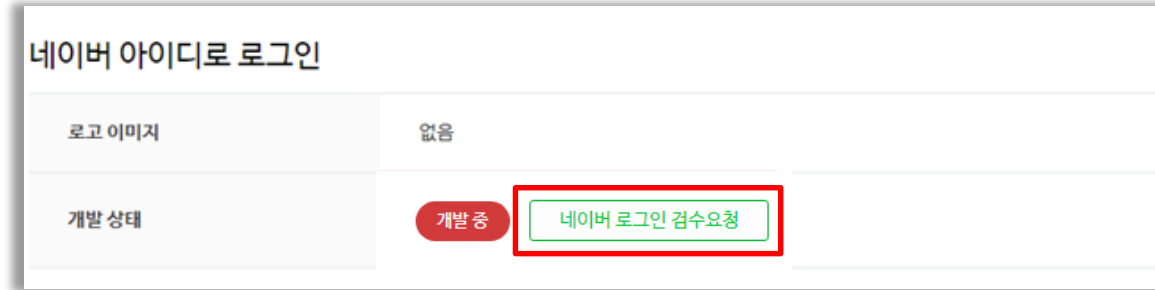 네이버 아이디로 로그인
로고 이미지 없음
개발 상태 개발 중 네이버 로그인 검수요청